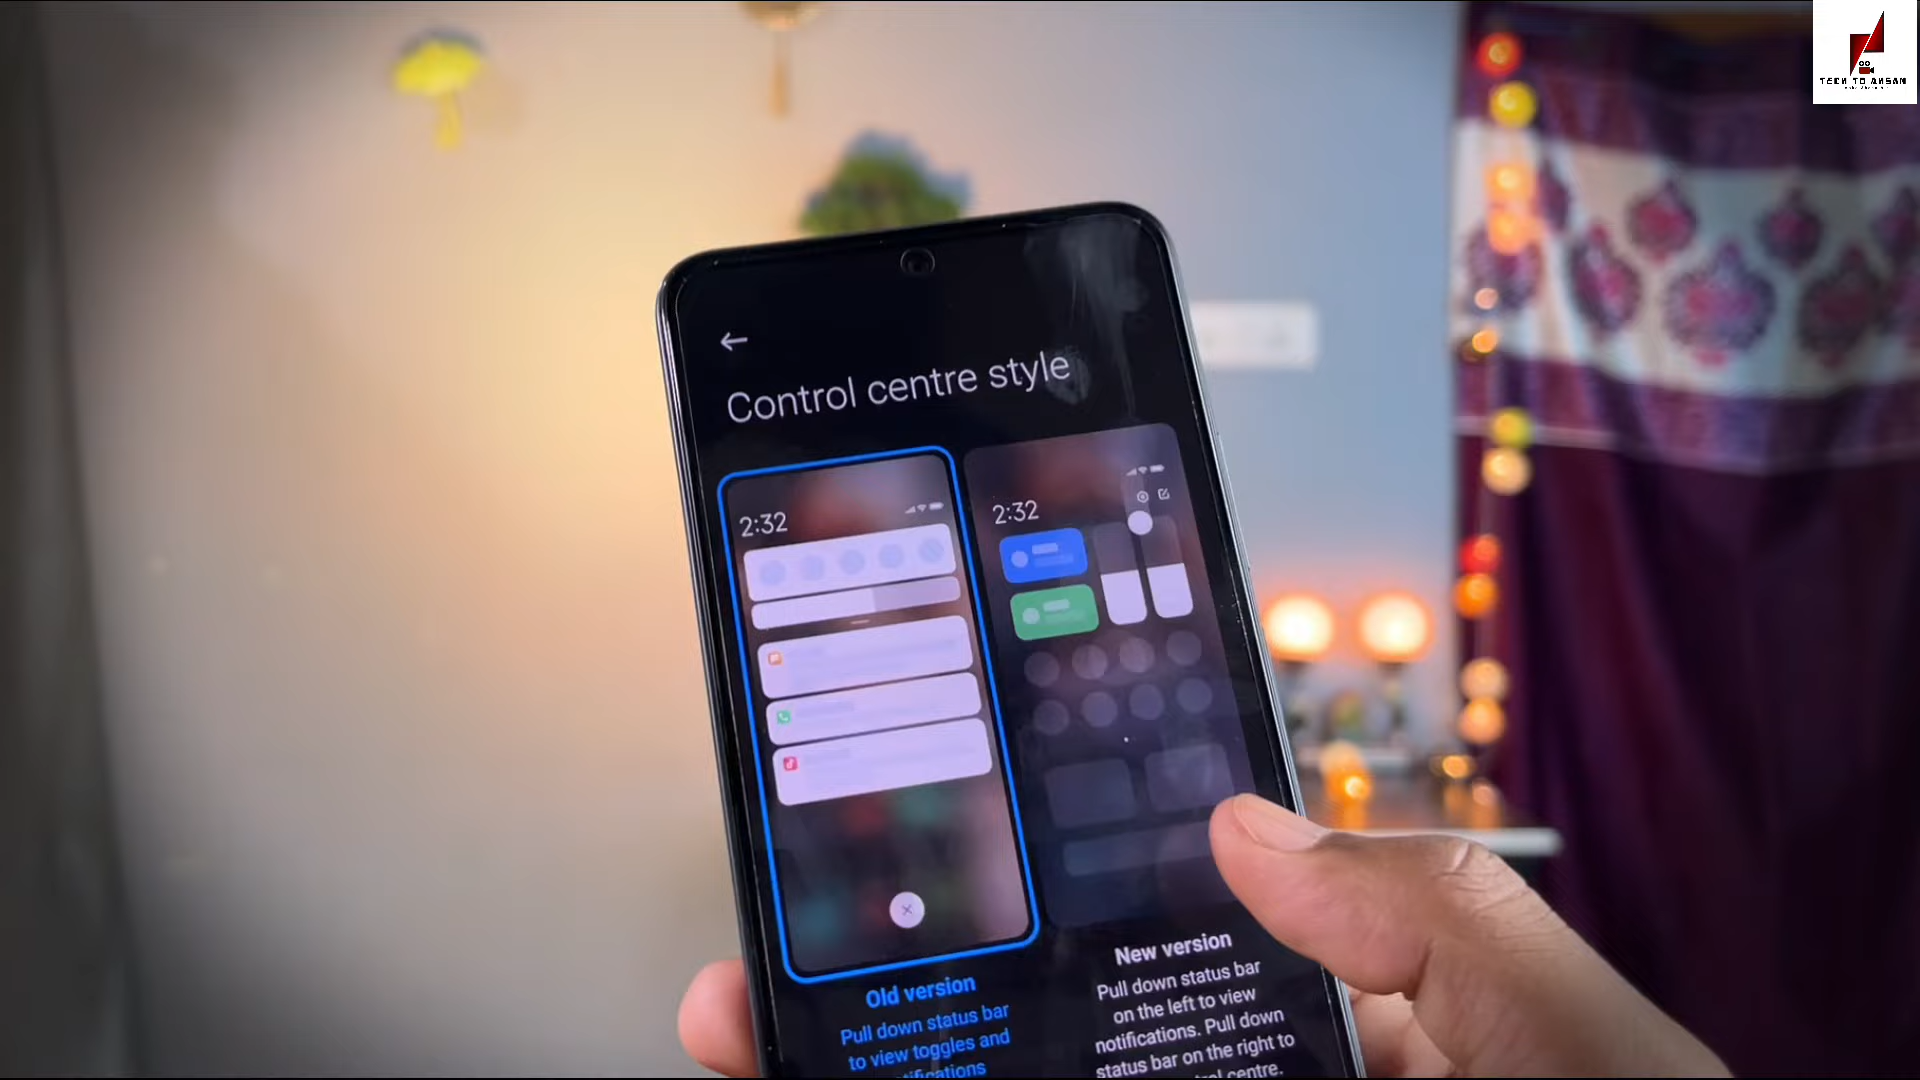 TECH TO AHSAN
Control centre style
2:32
2:32
Old version
Pull down status bar
to view toggles and
notifications
New version
Pull down status bar
on the left to view
notifications. Pull down
status bar on the right to
centre.